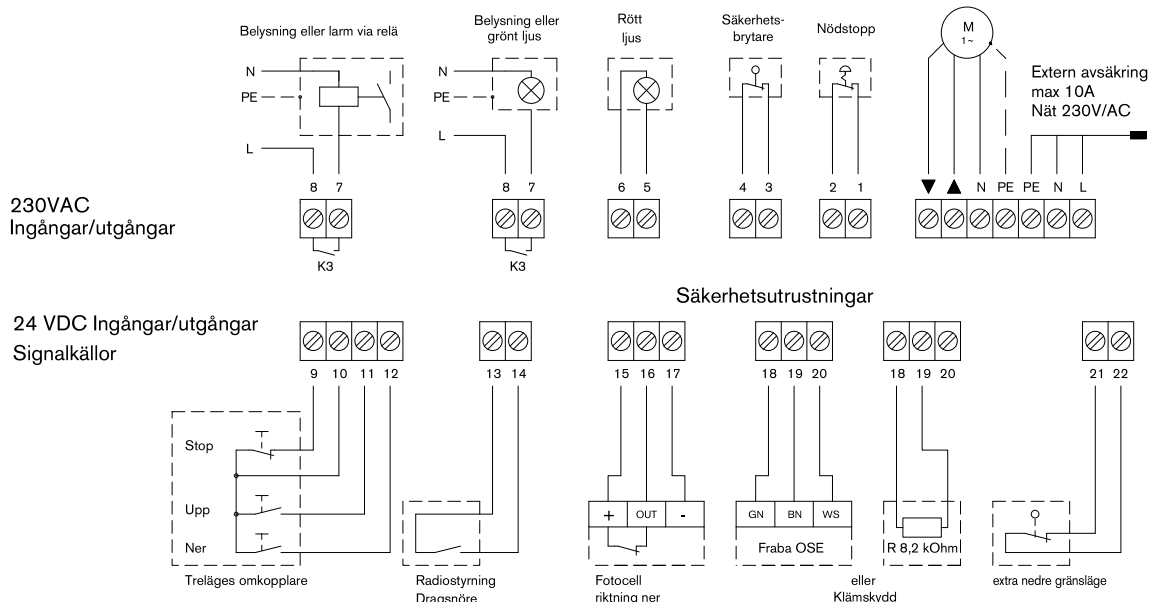 Belysning eller larm via relä
Belysning eller
grönt ljus
Rött
ljus
Säkerhets-
brytare
Nödstopp
M
1~
Extern avsäkring
max 10A
Nät 230V/AC
N
PE
L
N
PE
L
8 7
8 7
6 5
4 3
2 1
▼ ▲ N PE PE N L
230VAC
Ingångar/utgångar
K3
K3
Säkerhetsutrustningar
24 VDC Ingångar/utgångar
Signalkällor
9 10 11 12
13 14
15 16 17
18 19 20
18 19 20
21 22
Stop
Upp
Ner
+ OUT -
GN BN WS
Fraba OSE
R 8,2 kOhm
Treläges omkopplare
Radiostyrning
Dragsnöre
Fotocell
riktning ner
eller
Klämskydd
extra nedre gränsläge